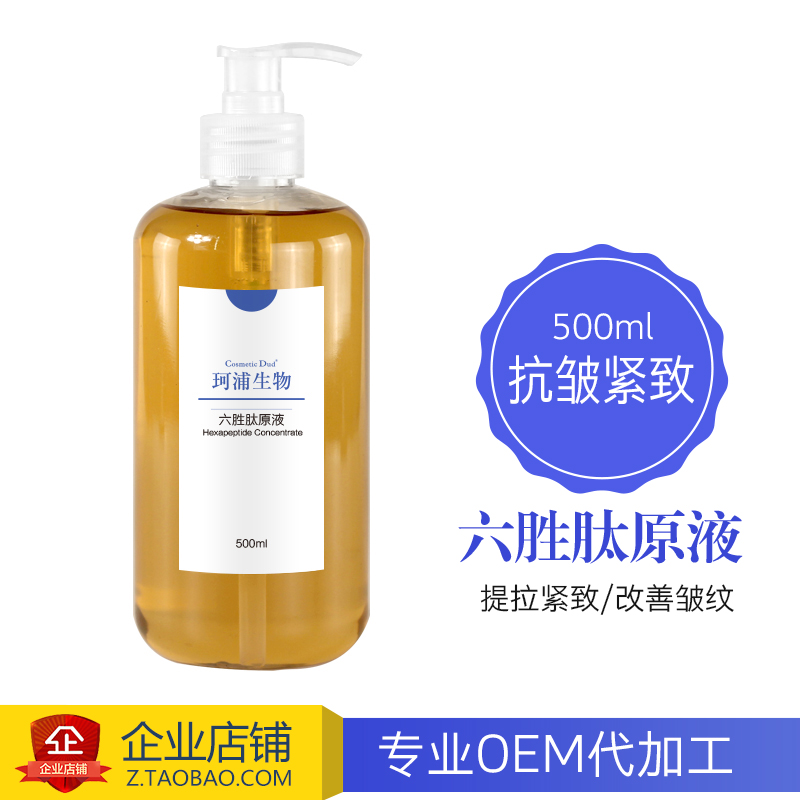 Cosmetic Dud®
珂浦生物
六胜肽原液
Hexapeptide Concentrate
500ml
500ml
抗皱紧致
六胜肽原液
提拉紧致/改善皱纹
企
企业店铺
企业店铺
Z.TAOBAO.COM
专业OEM代加工